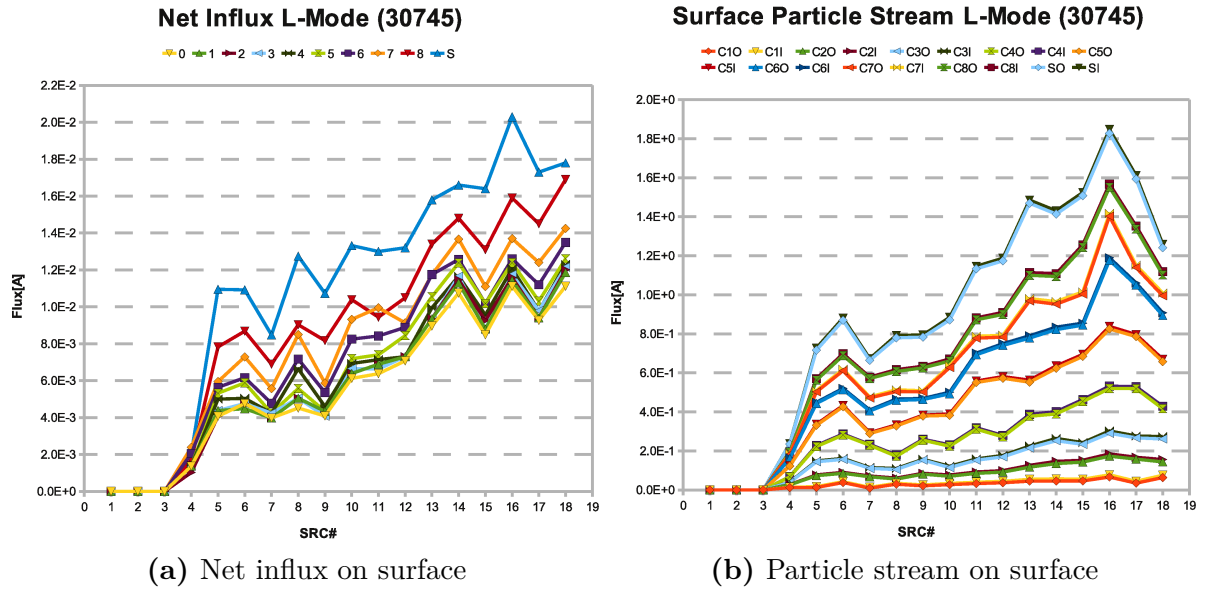 Net Influx L-Mode (30745)
0 1 2 3 4 5 6 7 8 S
2.2E-2
2.0E-2
1.8E-2
1.6E-2
1.4E-2
1.2E-2
1.0E-2
8.0E-3
6.0E-3
4.0E-3
2.0E-3
0.0E+0
Flux[A]
0 1 2 3 4 5 6 7 8 9 10 11 12 13 14 15 16 17 18 19
SRC#
(a) Net influx on surface
Surface Particle Stream L-Mode (30745)
C1O C1I C2O C2I C3O C3I C4O C4I C5O
C5I C6O C6I C7O C7I C8O C8I SO SI
2.0E+0
1.8E+0
1.6E+0
1.4E+0
1.2E+0
1.0E+0
8.0E-1
6.0E-1
4.0E-1
2.0E-1
0.0E+0
Flux[A]
0 1 2 3 4 5 6 7 8 9 10 11 12 13 14 15 16 17 18 19
SRC#
(b) Particle stream on surface